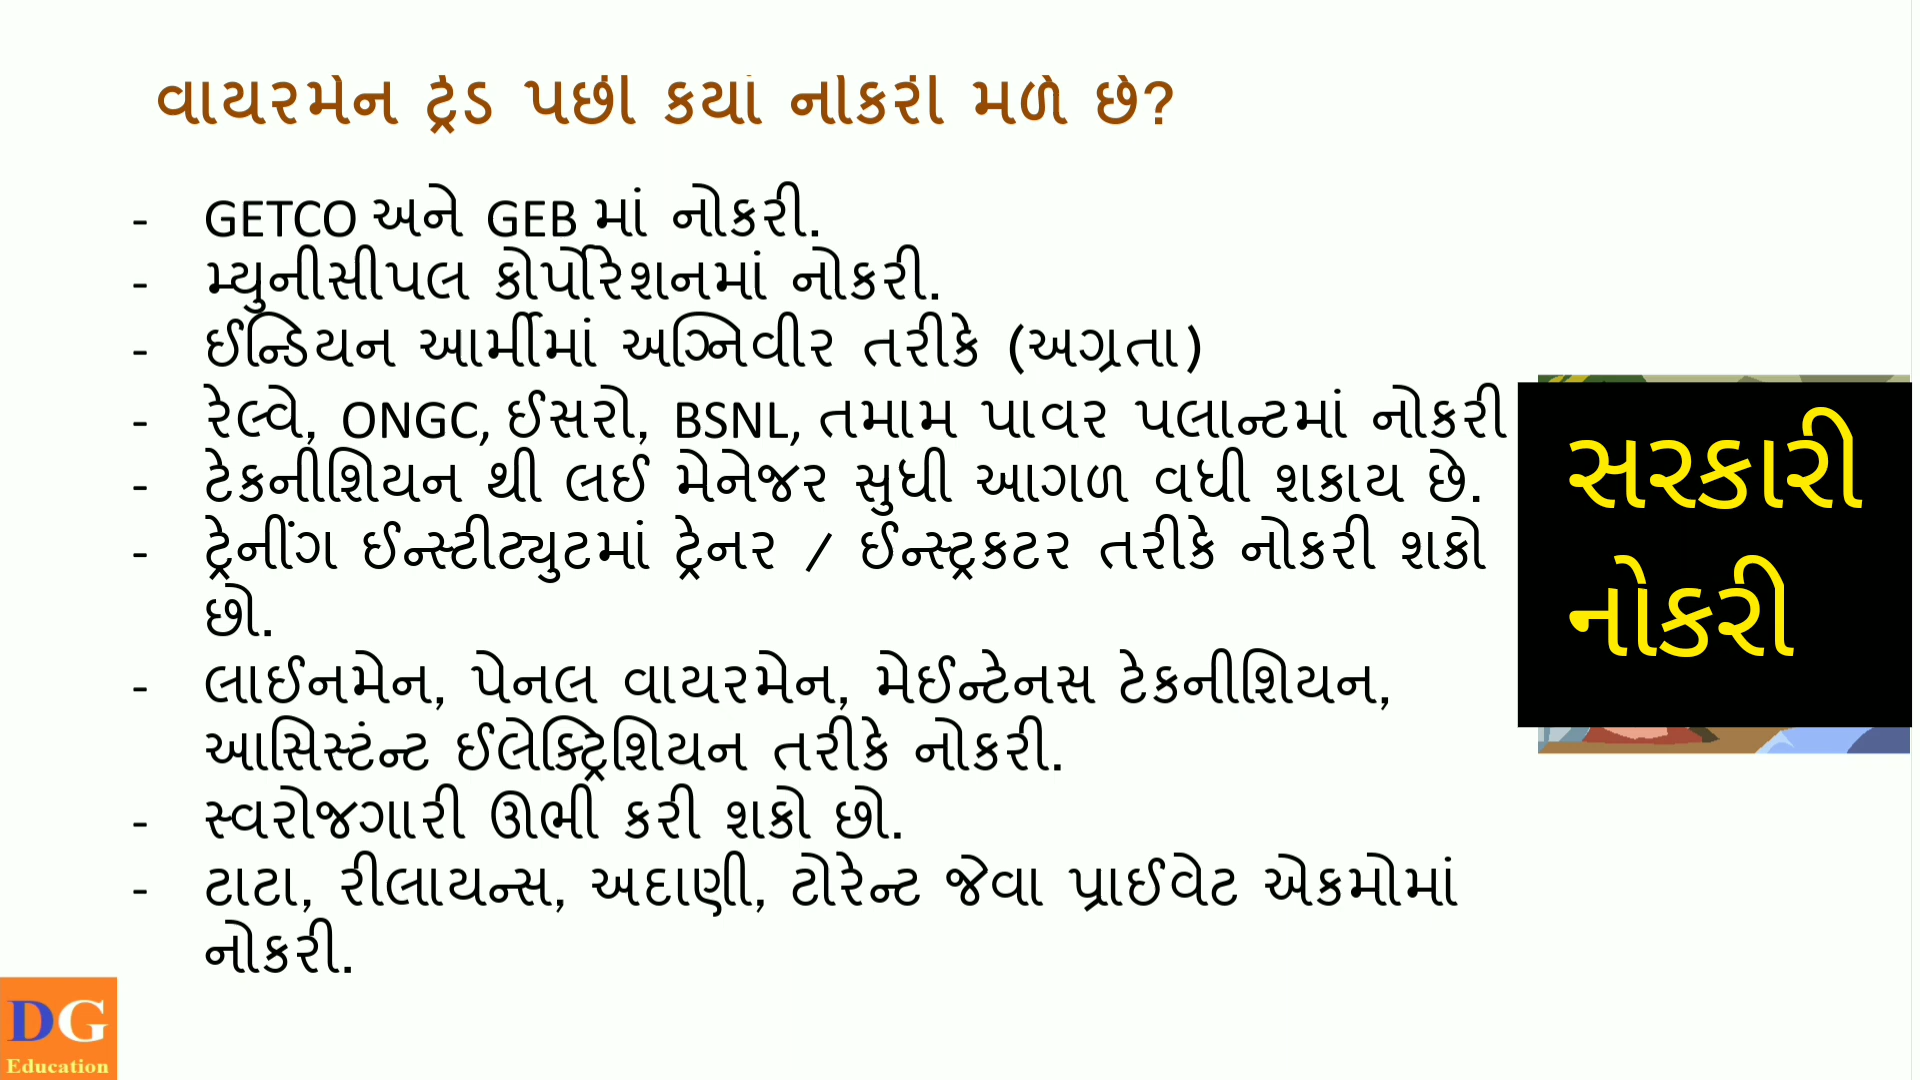 વાયરમેન ટ્રેડ પછી કયાં નોકરી મળે છે?
- GETCO અને GEB માં નોકરી.
- મ્યુનીસીપલ કોર્પોરેશનમાં નોકરી.
- ઈન્ડિયન આર્મીમાં અગ્નિવીર તરીકે (અગ્રતા)
- રેલ્વે, ONGC, ઈસરો, BSNL, તમામ પાવર પલાન્ટમાં નોકરી
- ટેકનીશિયન થી લઈ મેનેજર સુધી આગળ વધી શકાય છે.
- ટ્રેનીંગ ઈન્સ્ટીટ્યુટમાં ટ્રેનર / ઈન્સ્ટ્રકટર તરીકે નોકરી શકો
છો.
- લાઈનમેન, પેનલ વાયરમેન, મેઈન્ટેનસ ટેકનીશિયન,
આસિસ્ટંન્ટ ઈલેક્ટ્રિશિયન તરીકે નોકરી.
- સ્વરોજગારી ઊભી કરી શકો છો.
- ટાટા, રીલાયન્સ, અદાણી, ટોરેન્ટ જેવા પ્રાઈવેટ એકમોમાં
નોકરી.
સરકારી
નોકરી
DG
Education